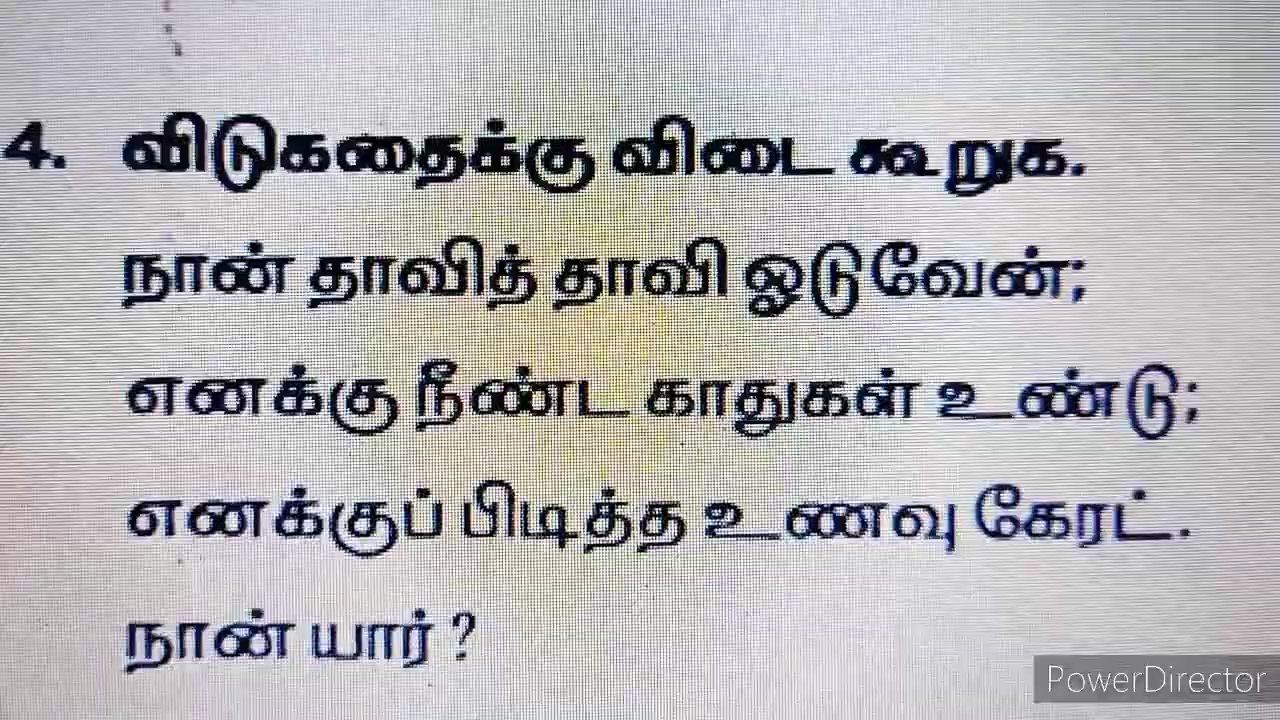 4. விடுகதைக்கு விடை கூறுக.
நான் தாவித் தாவி ஓடுவேன்;
எனக்கு நீண்ட காதுகள் உண்டு;
எனக்குப் பிடித்த உணவு கேரட்.
நான் யார் ?
PowerDirector